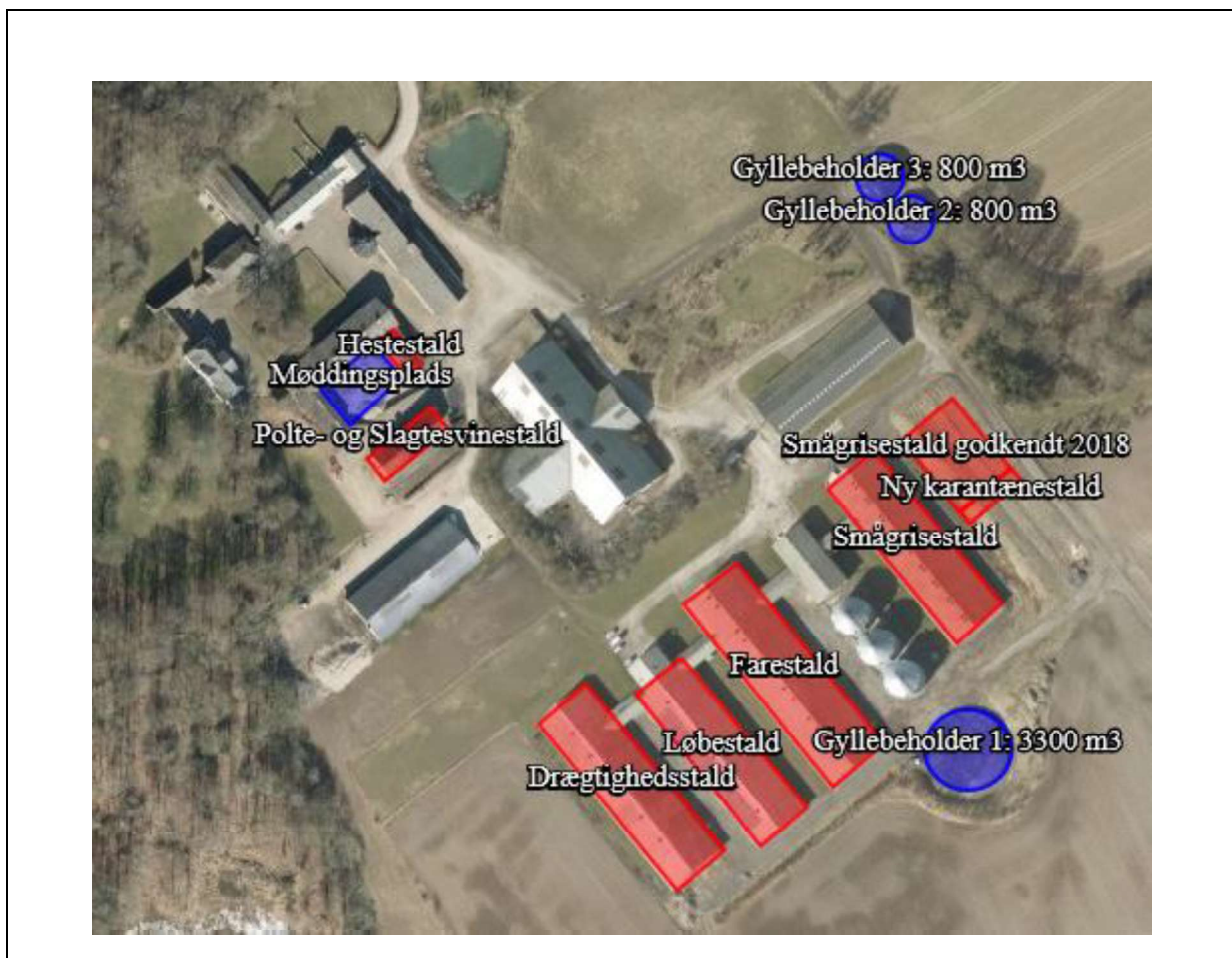 Gyllebeholder 3: 800 m3
Gyllebeholder 2: 800 m3
Hestestald
Møddingsplads
Polte- og Slagtesvinestald
Smågrisestald godkendt 2018
Ny karantænestald
Smågrisestald
Farestald
Løbestald
Gyllebeholder 1: 3300 m3
Drægtighedsstald